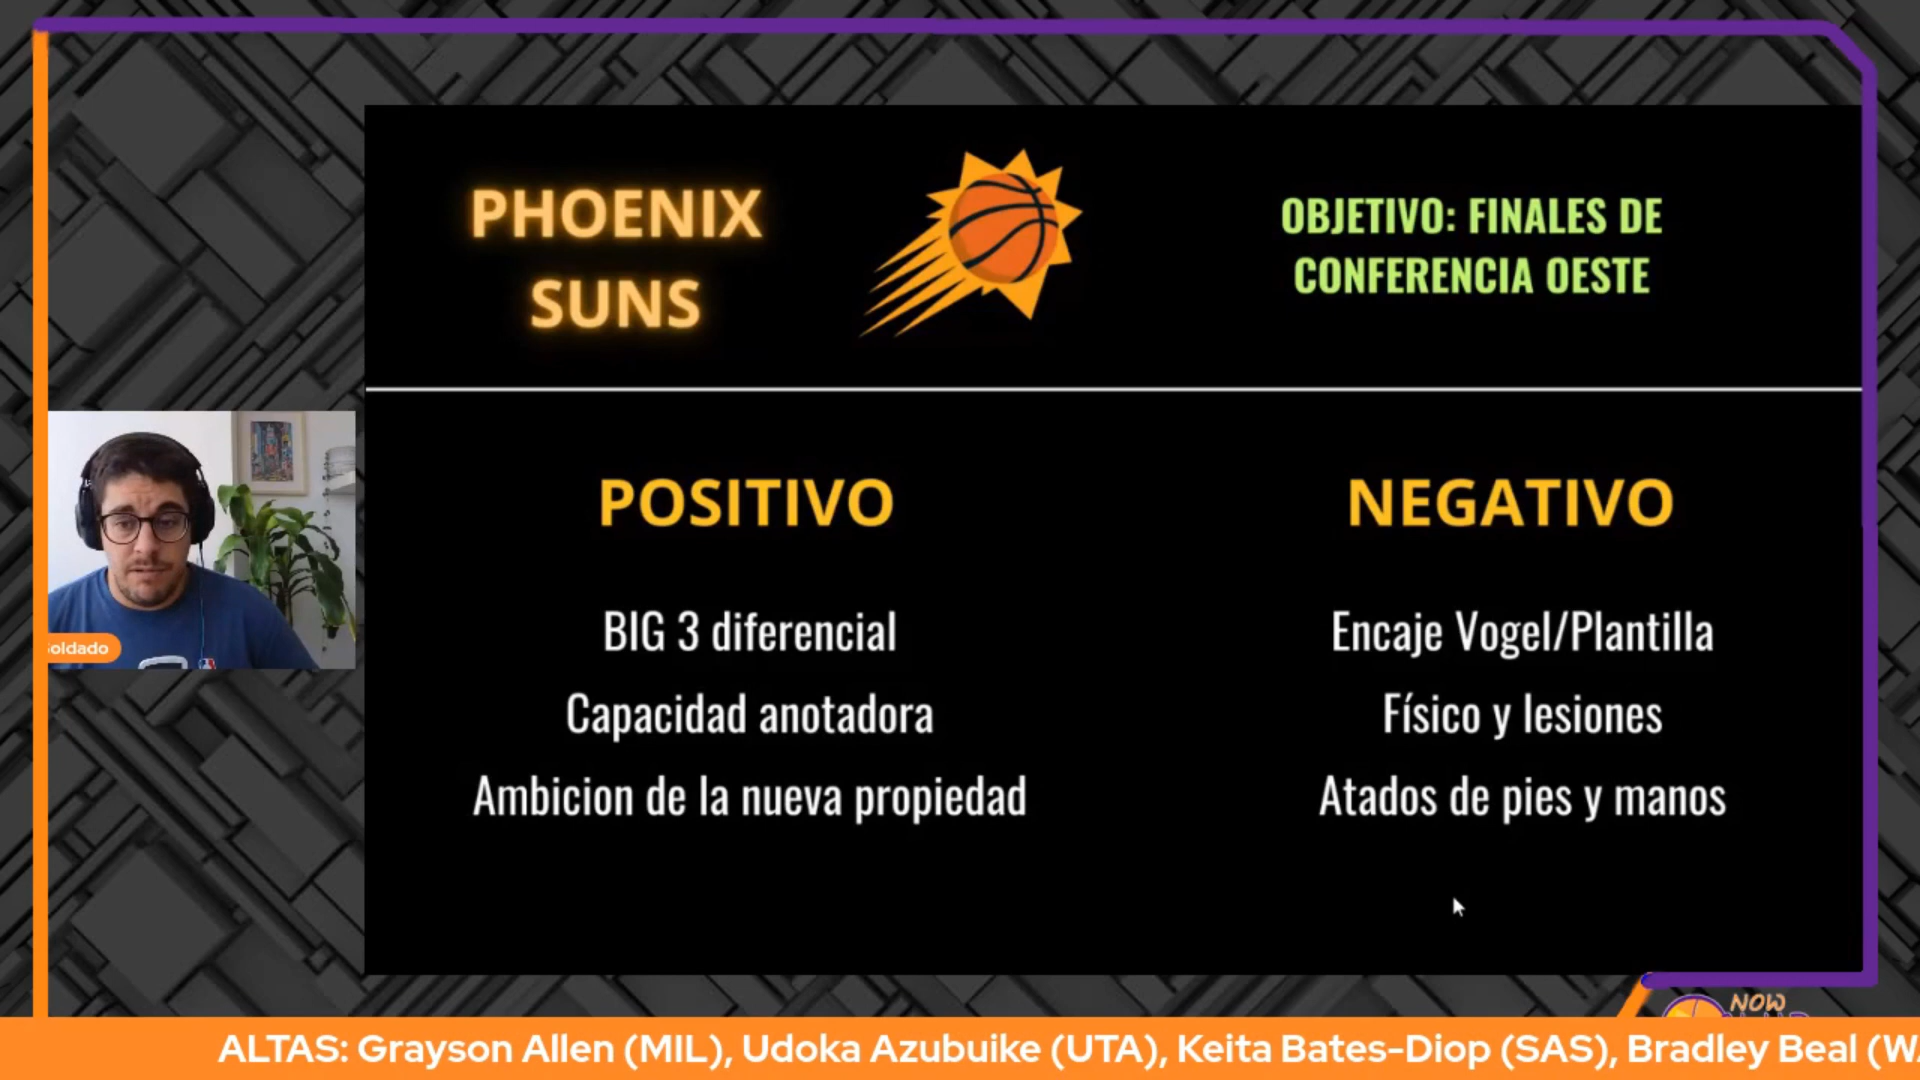 PHOENIX
SUNS
OBJETIVO: FINALES DE
CONFERENCIA OESTE
POSITIVO
NEGATIVO
BIG 3 diferencial
Capacidad anotadora
Ambicion de la nueva propiedad
Encaje Vogel/Plantilla
Físico y lesiones
Atados de pies y manos
oldado
NOW
ALTAS: Grayson Allen (MIL), Udoka Azubuike (UTA), Keita Bates-Diop (SAS), Bradley Beal (WA